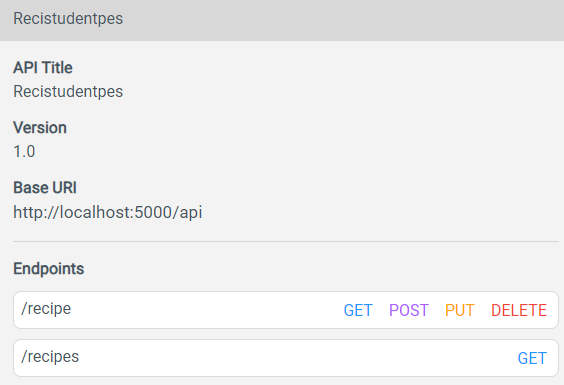 Recistudentpes
API Title
Recistudentpes
Version
1.0
Base URI
http://localhost:5000/api
Endpoints
/recipe GET POST PUT DELETE
/recipes GET